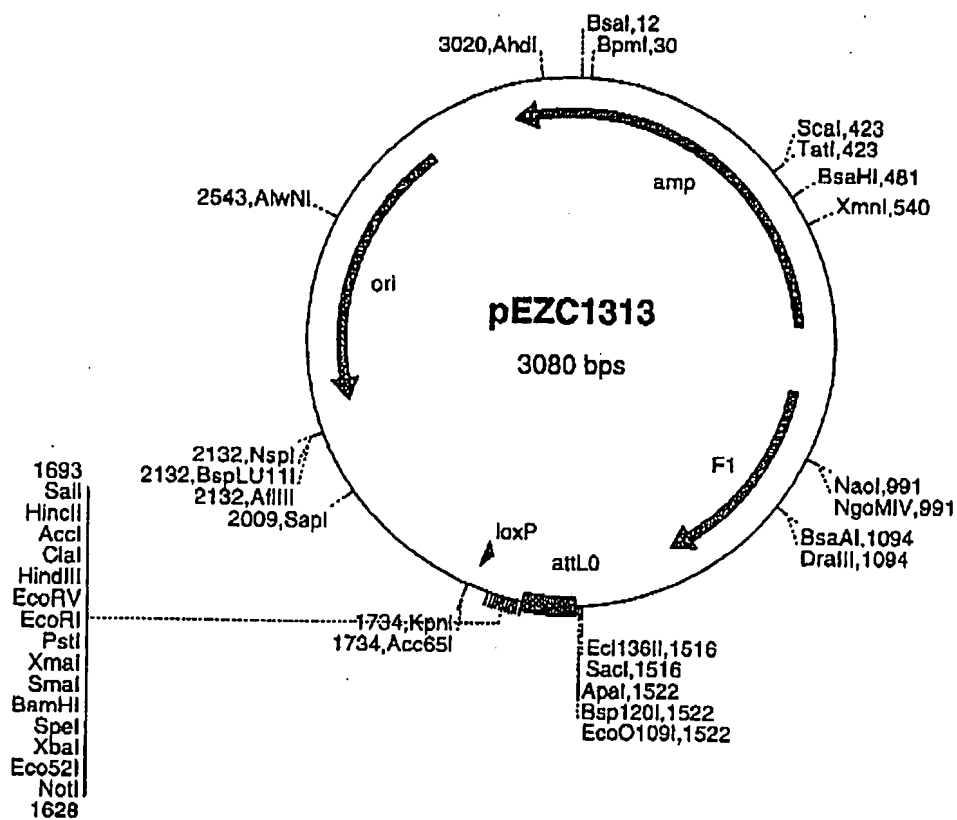 BsaI,12
BpmI,30
3020,AhdI
ScaI,423
TatI,423
BsaHI,481
XmnI,540
amp
2543,AlwNI
ori
pEZC1313
3080 bps
F1
NaoI,991
NgoMIV,991
BsaAI,1094
DraIII,1094
2132,NspI
2132,BspLU11I
2132,AflIII
2009,SapI
loxP
attL0
1734,KpnI
1734,Acc65I
Ecl136II,1516
SacI,1516
ApaI,1522
Bsp120I,1522
EcoO109I,1522
1693
SalI
HincII
AccI
ClaI
HindIII
EcoRV
EcoRI
PstI
XmaI
SmaI
BamHI
SpeI
XbaI
Eco52I
NotI
1628